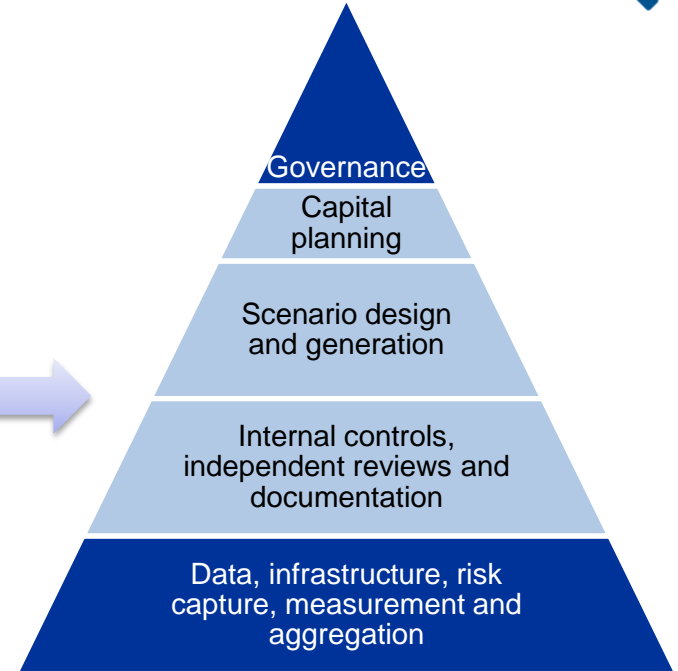 Governance
Capital
planning
Scenario design
and generation
Internal controls,
independent reviews and
documentation
Data, infrastructure, risk
capture, measurement and
aggregation